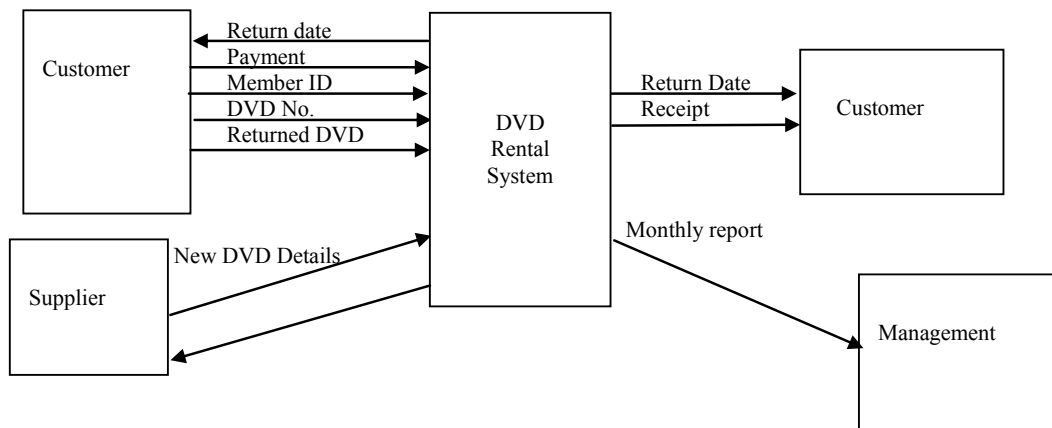 Return date
Payment
Customer
Member ID
DVD No.
Returned DVD
DVD
Rental
System
Return Date
Receipt
Customer
New DVD Details
Supplier
Monthly report
Management